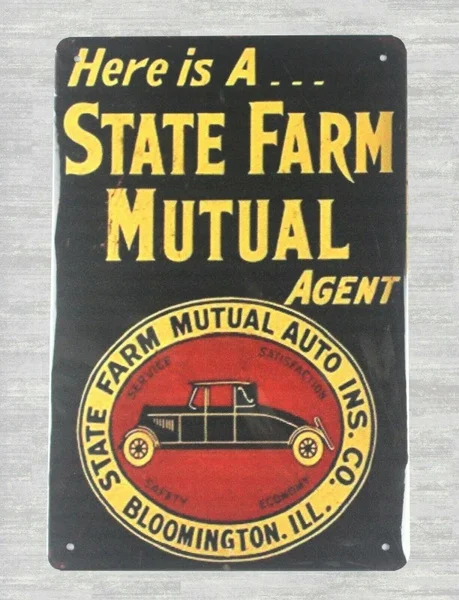 Here is A...
STATE FARM
MUTUAL
AGENT
STATE FARM MUTUAL AUTO INS. CO.
SERVICE
SATISFACTION
SAFETY
ECONOMY
BLOOMINGTON. ILL.